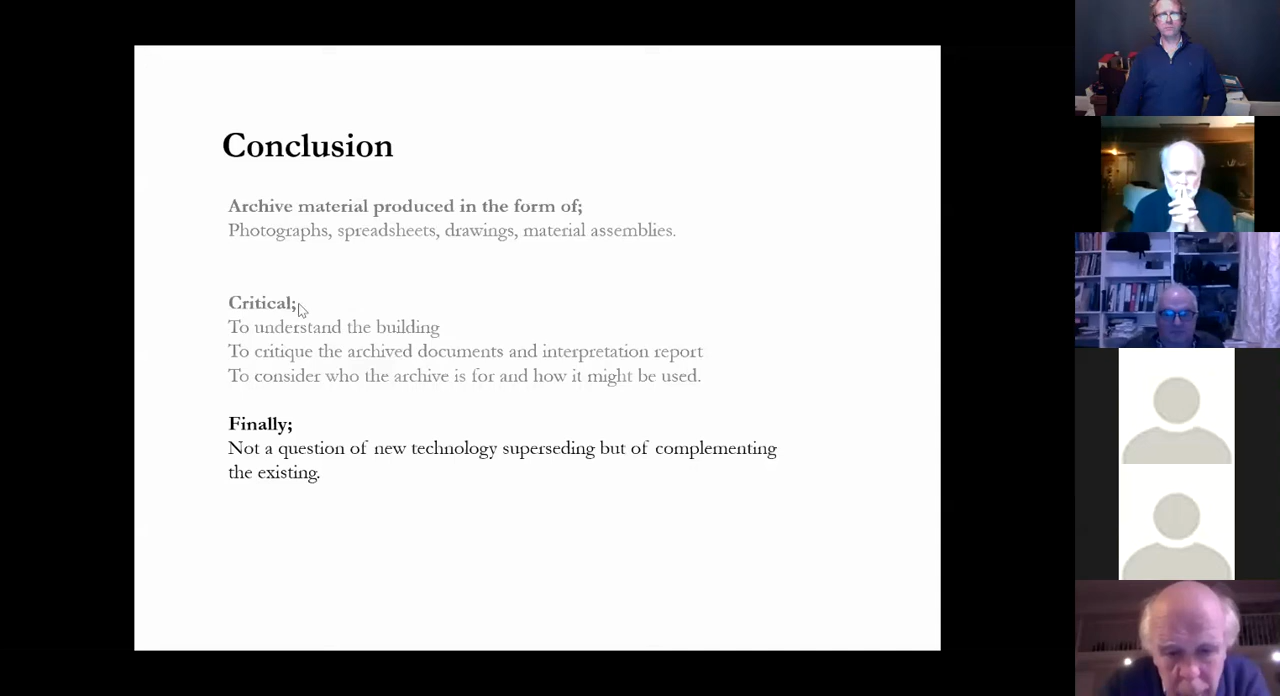 Conclusion
Archive material produced in the form of;
Photographs, spreadsheets, drawings, material assemblies.
Critical;
To understand the building
To critique the archived documents and interpretation report
To consider who the archive is for and how it might be used.
Finally;
Not a question of new technology superseding but of complementing
the existing.